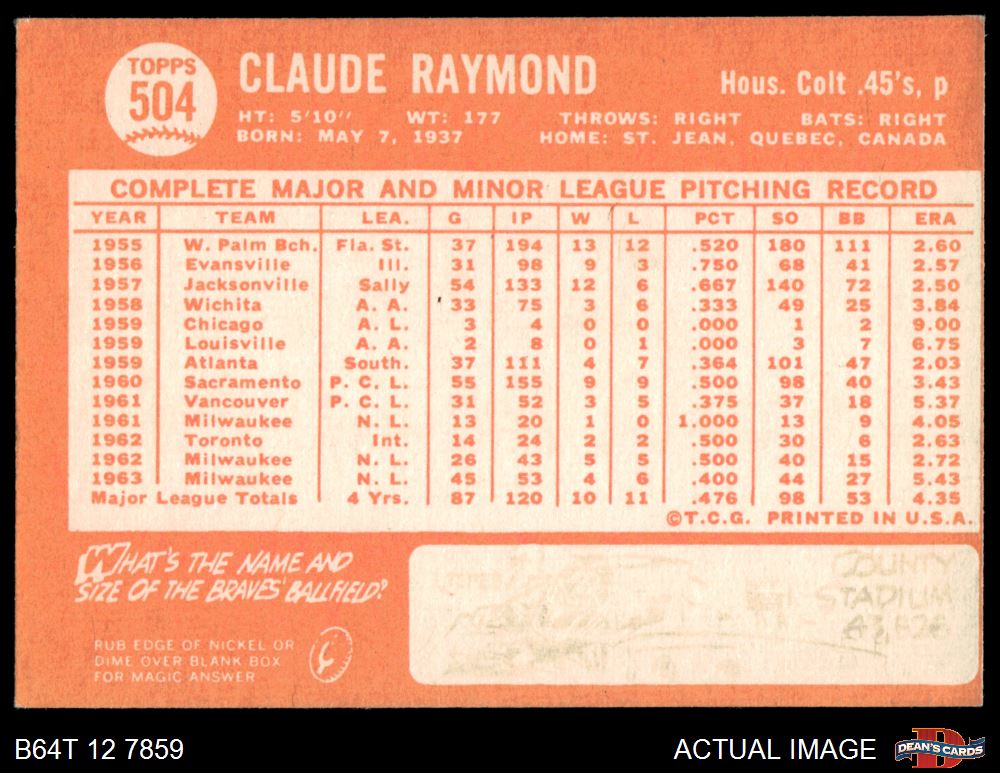 TOPPS
504
CLAUDE RAYMOND
Hous. Colt .45's, p
HT: 5'10" WT: 177 THROWS: RIGHT BATS: RIGHT
BORN: MAY 7, 1937 HOME: ST. JEAN, QUEBEC, CANADA
COMPLETE MAJOR AND MINOR LEAGUE PITCHING RECORD
YEAR TEAM LEA. G IP W L PCT SO BB ERA
1955 W. Palm Bch. Fla. St. 37 194 13 12 .520 180 111 2.60
1956 Evansville Ill. 31 98 9 3 .750 68 41 2.57
1957 Jacksonville Sally 54 133 12 6 .667 140 72 2.50
1958 Wichita A. A. 33 75 3 6 .333 49 25 3.84
1959 Chicago A. L. 3 4 0 0 .000 1 2 9.00
1959 Louisville A. A. 2 8 0 1 .000 3 7 6.75
1959 Atlanta South. 37 111 4 7 .364 101 47 2.03
1960 Sacramento P. C. L. 55 155 9 9 .500 98 40 3.43
1961 Vancouver P. C. L. 31 52 3 5 .375 37 18 5.37
1961 Milwaukee N. L. 13 20 1 0 1.000 13 9 4.05
1962 Toronto Int. 14 24 2 2 .500 30 6 2.63
1962 Milwaukee N. L. 26 43 5 5 .500 40 15 2.72
1963 Milwaukee N. L. 45 53 4 6 .400 44 27 5.43
Major League Totals 4 Yrs. 87 120 10 11 .476 98 53 4.35
©T.C.G. PRINTED IN U.S.A.
WHAT'S THE NAME AND
SIZE OF THE BRAVES' BALLFIELD?
RUB EDGE OF NICKEL OR
DIME OVER BLANK BOX
FOR MAGIC ANSWER
COUNTY
STADIUM
B64T 12 7859
ACTUAL IMAGE
DEAN'S CARDS